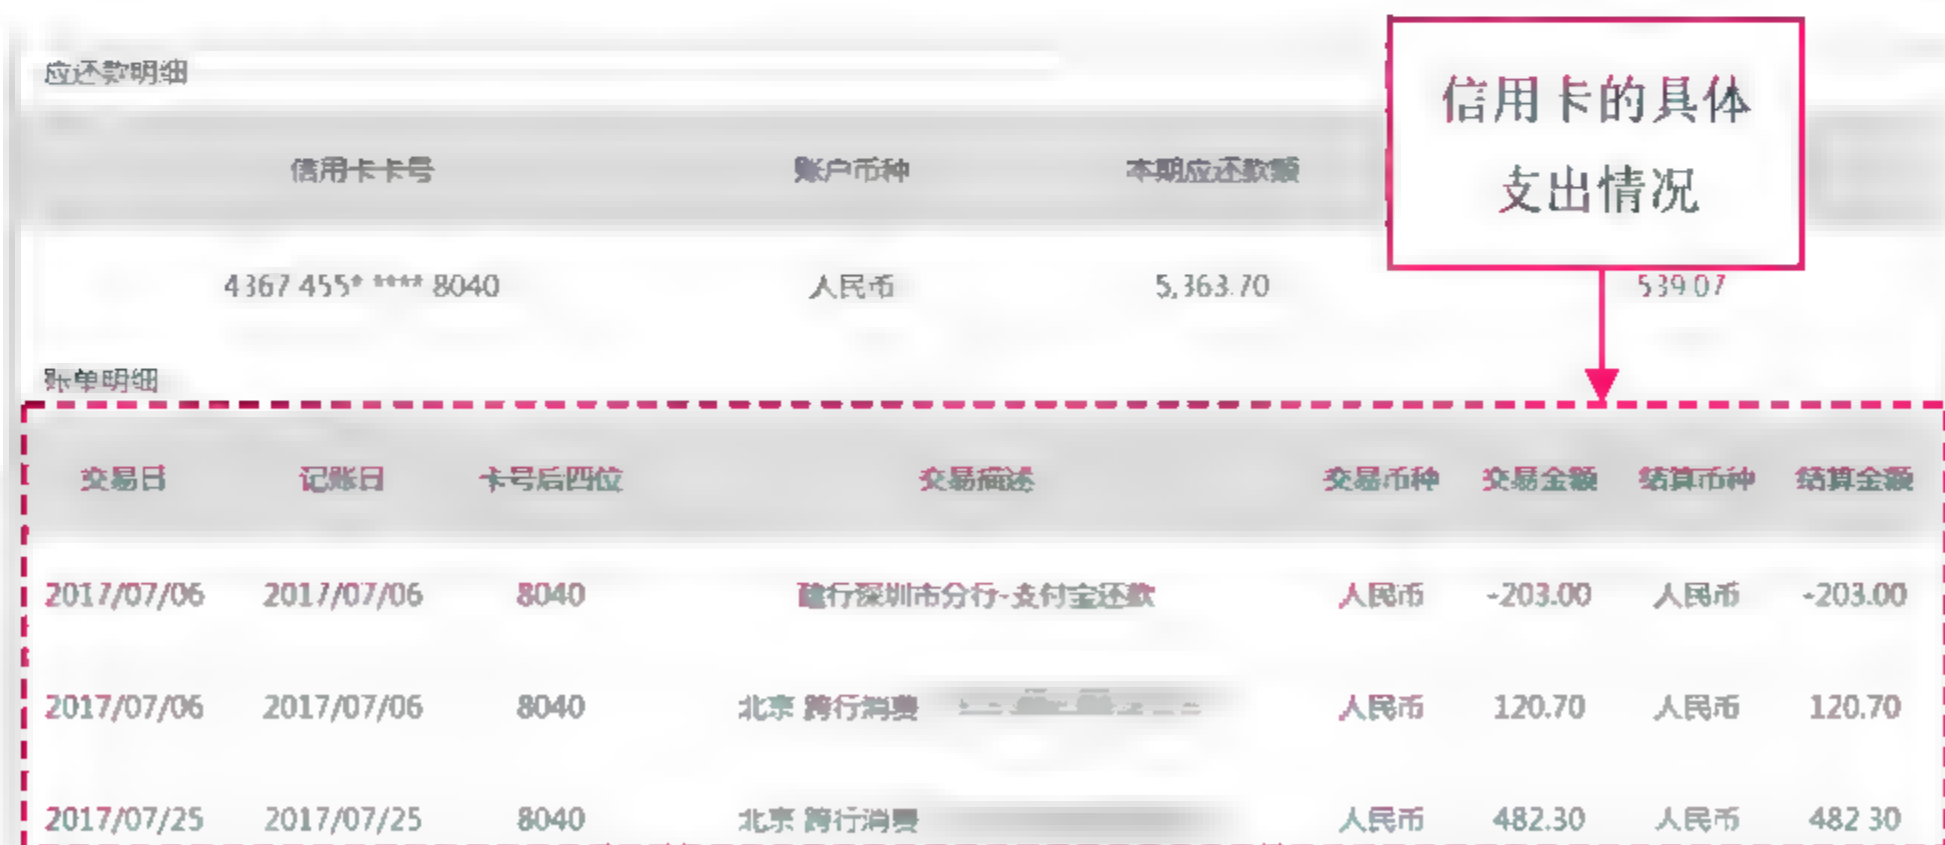 应还款明细
信用卡的具体
支出情况
信用卡卡号 账户币种 本期应还款额
4367 455* **** 8040 人民币 5,363.70 539.07
账单明细
交易日 记账日 卡号后四位 交易描述 交易币种 交易金额 结算币种 结算金额
2017/07/06 2017/07/06 8040 建行深圳市分行-支付宝还款 人民币 -203.00 人民币 -203.00
2017/07/06 2017/07/06 8040 北京 跨行消费 人民币 120.70 人民币 120.70
2017/07/25 2017/07/25 8040 北京 跨行消费 人民币 482.30 人民币 482.30